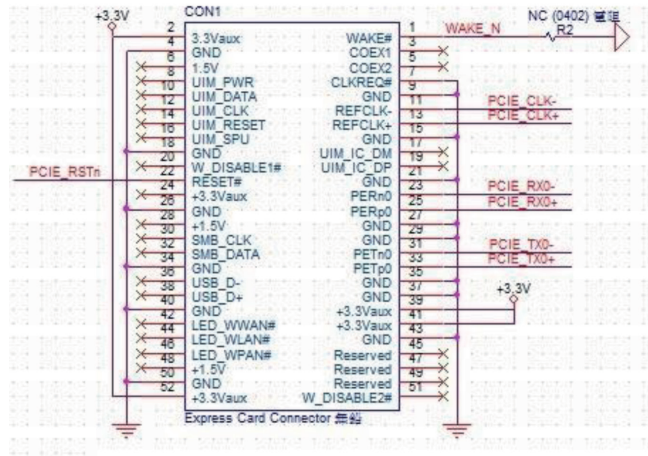 +3.3V
CON1
NC (0402) 電阻
R2
WAKE_N
2
4
6
8
10
12
14
16
18
20
22
24
26
28
30
32
34
36
38
40
42
44
46
48
50
52
3.3Vaux
GND
1.5V
UIM_PWR
UIM_DATA
UIM_CLK
UIM_RESET
UIM_SPU
GND
W_DISABLE1#
RESET#
+3.3Vaux
GND
+1.5V
SMB_CLK
SMB_DATA
GND
USB_D-
USB_D+
GND
LED_WWAN#
LED_WLAN#
LED_WPAN#
+1.5V
GND
+3.3Vaux
WAKE#
COEX1
COEX2
CLKREQ#
GND
REFCLK-
REFCLK+
GND
UIM_IC_DM
UIM_IC_DP
GND
PERn0
PERp0
GND
GND
PETn0
PETp0
GND
GND
+3.3Vaux
+3.3Vaux
GND
Reserved
Reserved
Reserved
W_DISABLE2#
1
3
5
7
9
11
13
15
17
19
21
23
25
27
29
31
33
35
37
39
41
43
45
47
49
51
PCIE_RSTn
PCIE_CLK-
PCIE_CLK+
PCIE_RX0-
PCIE_RX0+
PCIE_TX0-
PCIE_TX0+
+3.3V
Express Card Connector 無鉛